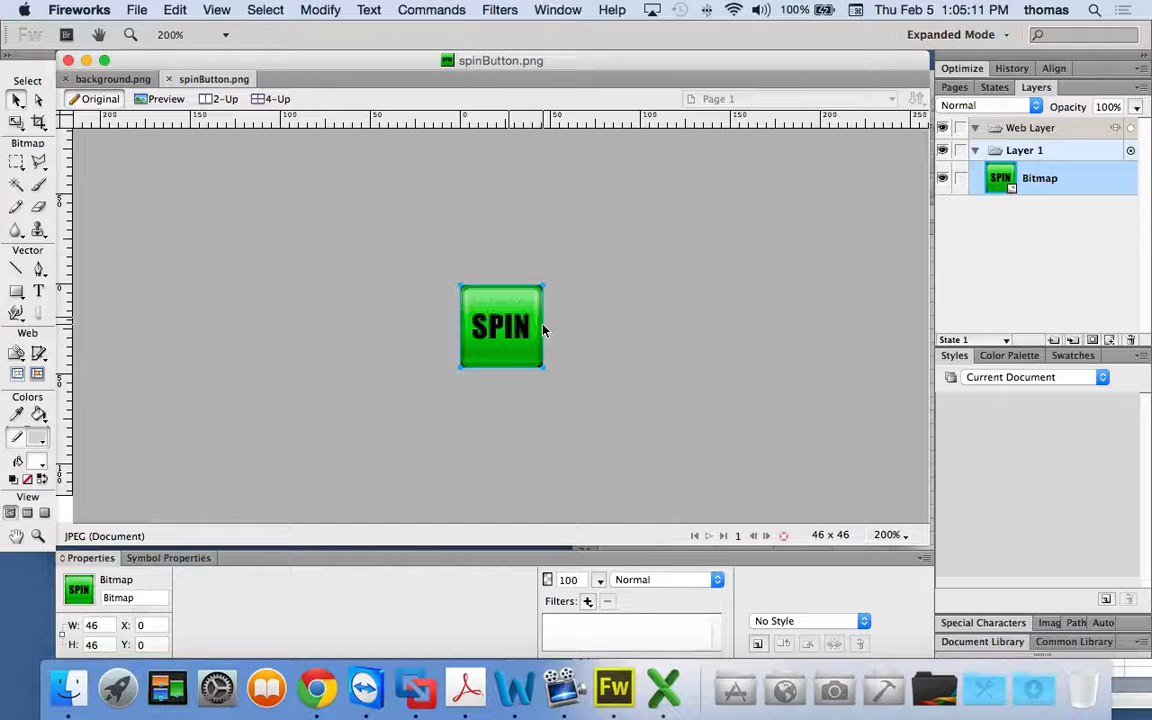 Fireworks File Edit View Select Modify Text Commands Filters Window Help 100% Thu Feb 5 1:05:11 PM thomas
Fw Br 200% Expanded Mode
spinButton.png
background.png spinButton.png
Original Preview 2-Up 4-Up Page 1
200 150 100 50 0 50 100 150 200 250
Select
Bitmap
Vector
Web
Colors
View
SPIN
JPEG (Document) 1 46 x 46 200%
Properties Symbol Properties
SPIN Bitmap
Bitmap
W: 46 X: 0
H: 46 Y: 0
100 Normal
Filters:
No Style
Optimize History Align
Pages States Layers
Normal Opacity 100%
Web Layer
Layer 1
SPIN Bitmap
State 1
Styles Color Palette Swatches
Current Document
Special Characters Imag Path Auto
Document Library Common Library
Fw